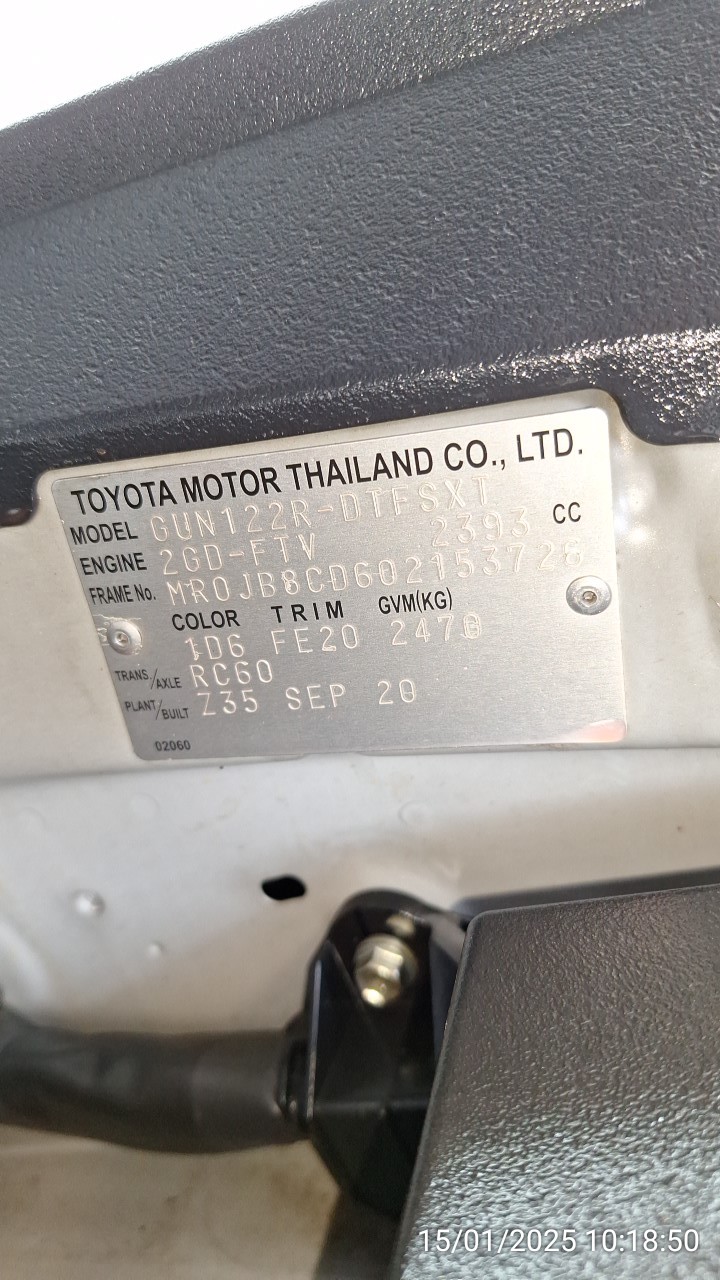 TOYOTA MOTOR THAILAND CO., LTD.
MODEL GUN122R-DTFSXT
ENGINE 2GD-FTV 2393 CC
FRAME No. MR0JB8CD602153728
COLOR TRIM GVM(KG)
1D6 FE20 2470
TRANS./AXLE RC60
PLANT/BUILT Z35 SEP 20
02060
15/01/2025 10:18:50